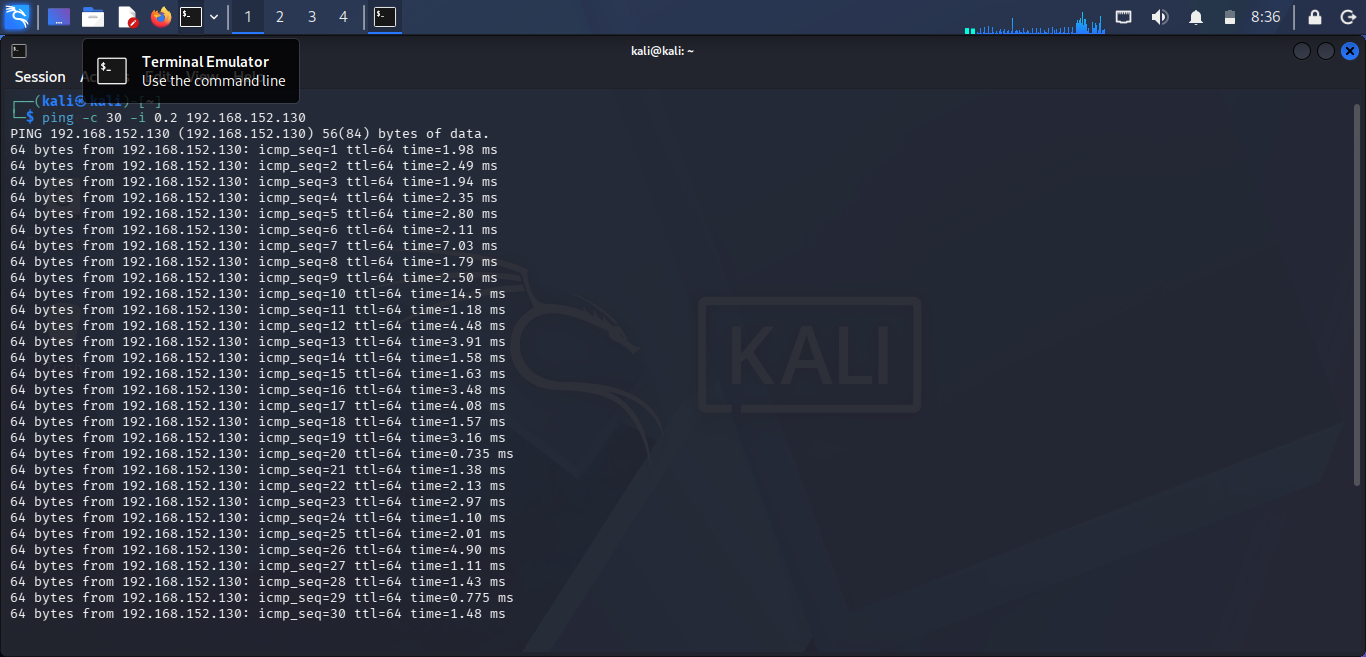 1 2 3 4 8:36
kali@kali: ~
Terminal Emulator
Use the command line
Session Actions Edit View Help
(kali㉿kali)-[~]
$ ping -c 30 -i 0.2 192.168.152.130
PING 192.168.152.130 (192.168.152.130) 56(84) bytes of data.
64 bytes from 192.168.152.130: icmp_seq=1 ttl=64 time=1.98 ms
64 bytes from 192.168.152.130: icmp_seq=2 ttl=64 time=2.49 ms
64 bytes from 192.168.152.130: icmp_seq=3 ttl=64 time=1.94 ms
64 bytes from 192.168.152.130: icmp_seq=4 ttl=64 time=2.35 ms
64 bytes from 192.168.152.130: icmp_seq=5 ttl=64 time=2.80 ms
64 bytes from 192.168.152.130: icmp_seq=6 ttl=64 time=2.11 ms
64 bytes from 192.168.152.130: icmp_seq=7 ttl=64 time=7.03 ms
64 bytes from 192.168.152.130: icmp_seq=8 ttl=64 time=1.79 ms
64 bytes from 192.168.152.130: icmp_seq=9 ttl=64 time=2.50 ms
64 bytes from 192.168.152.130: icmp_seq=10 ttl=64 time=14.5 ms
64 bytes from 192.168.152.130: icmp_seq=11 ttl=64 time=1.18 ms
64 bytes from 192.168.152.130: icmp_seq=12 ttl=64 time=4.48 ms
64 bytes from 192.168.152.130: icmp_seq=13 ttl=64 time=3.91 ms
64 bytes from 192.168.152.130: icmp_seq=14 ttl=64 time=1.58 ms
64 bytes from 192.168.152.130: icmp_seq=15 ttl=64 time=1.63 ms
64 bytes from 192.168.152.130: icmp_seq=16 ttl=64 time=3.48 ms
64 bytes from 192.168.152.130: icmp_seq=17 ttl=64 time=4.08 ms
64 bytes from 192.168.152.130: icmp_seq=18 ttl=64 time=1.57 ms
64 bytes from 192.168.152.130: icmp_seq=19 ttl=64 time=3.16 ms
64 bytes from 192.168.152.130: icmp_seq=20 ttl=64 time=0.735 ms
64 bytes from 192.168.152.130: icmp_seq=21 ttl=64 time=1.38 ms
64 bytes from 192.168.152.130: icmp_seq=22 ttl=64 time=2.13 ms
64 bytes from 192.168.152.130: icmp_seq=23 ttl=64 time=2.97 ms
64 bytes from 192.168.152.130: icmp_seq=24 ttl=64 time=1.10 ms
64 bytes from 192.168.152.130: icmp_seq=25 ttl=64 time=2.01 ms
64 bytes from 192.168.152.130: icmp_seq=26 ttl=64 time=4.90 ms
64 bytes from 192.168.152.130: icmp_seq=27 ttl=64 time=1.11 ms
64 bytes from 192.168.152.130: icmp_seq=28 ttl=64 time=1.43 ms
64 bytes from 192.168.152.130: icmp_seq=29 ttl=64 time=0.775 ms
64 bytes from 192.168.152.130: icmp_seq=30 ttl=64 time=1.48 ms
KALI